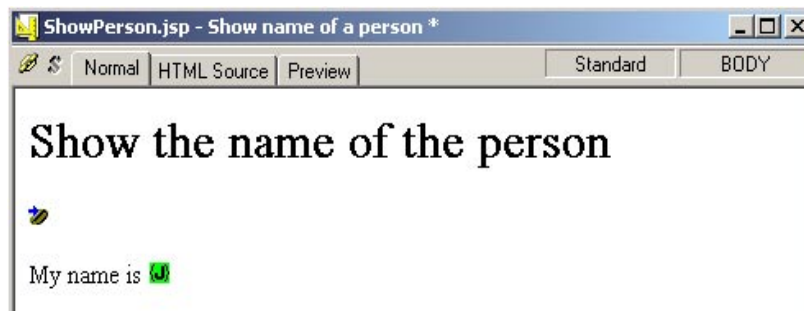 ShowPerson.jsp - Show name of a person *
Normal HTML Source Preview Standard BODY
Show the name of the person
My name is {J}